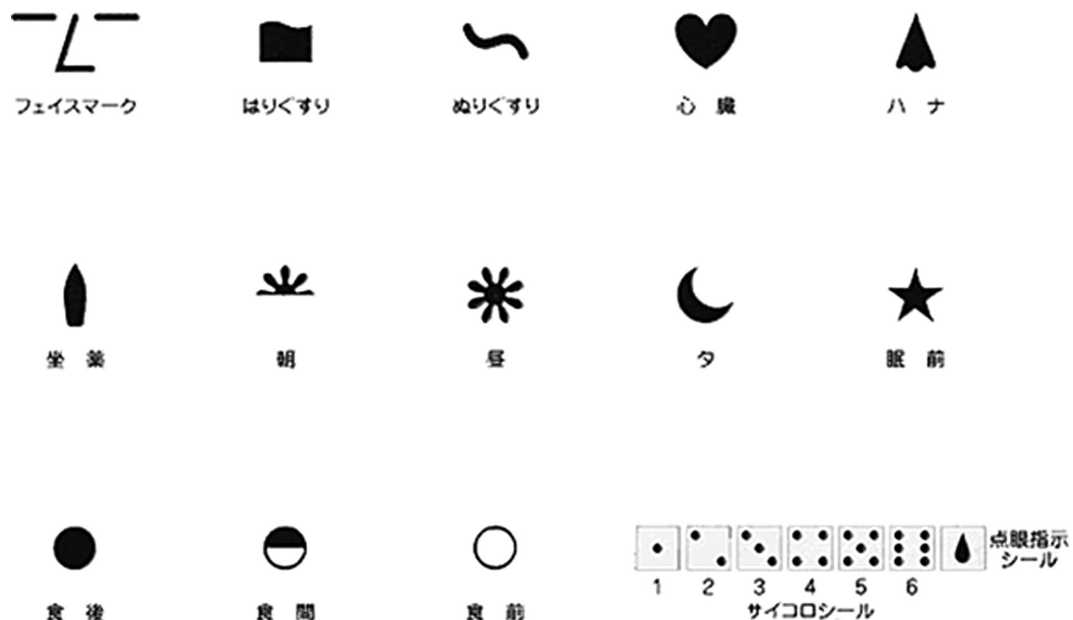 フェイスマーク はりぐすり ぬりぐすり 心臓 ハナ
坐薬 朝 昼 夕 眠前
点眼指示
シール
1 2 3 4 5 6
食後 食間 食前 サイコロシール